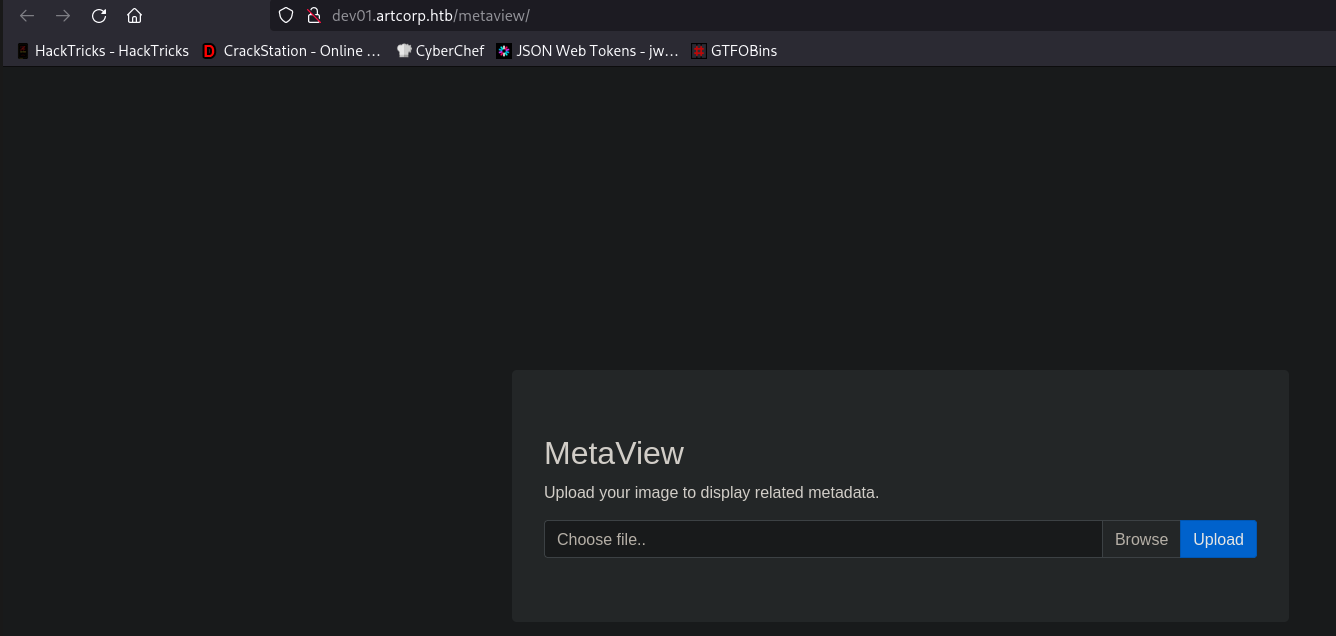 dev01.artcorp.htb/metaview/
HackTricks - HackTricks CrackStation - Online ... CyberChef JSON Web Tokens - jw... GTFOBins
MetaView
Upload your image to display related metadata.
Choose file.. Browse Upload